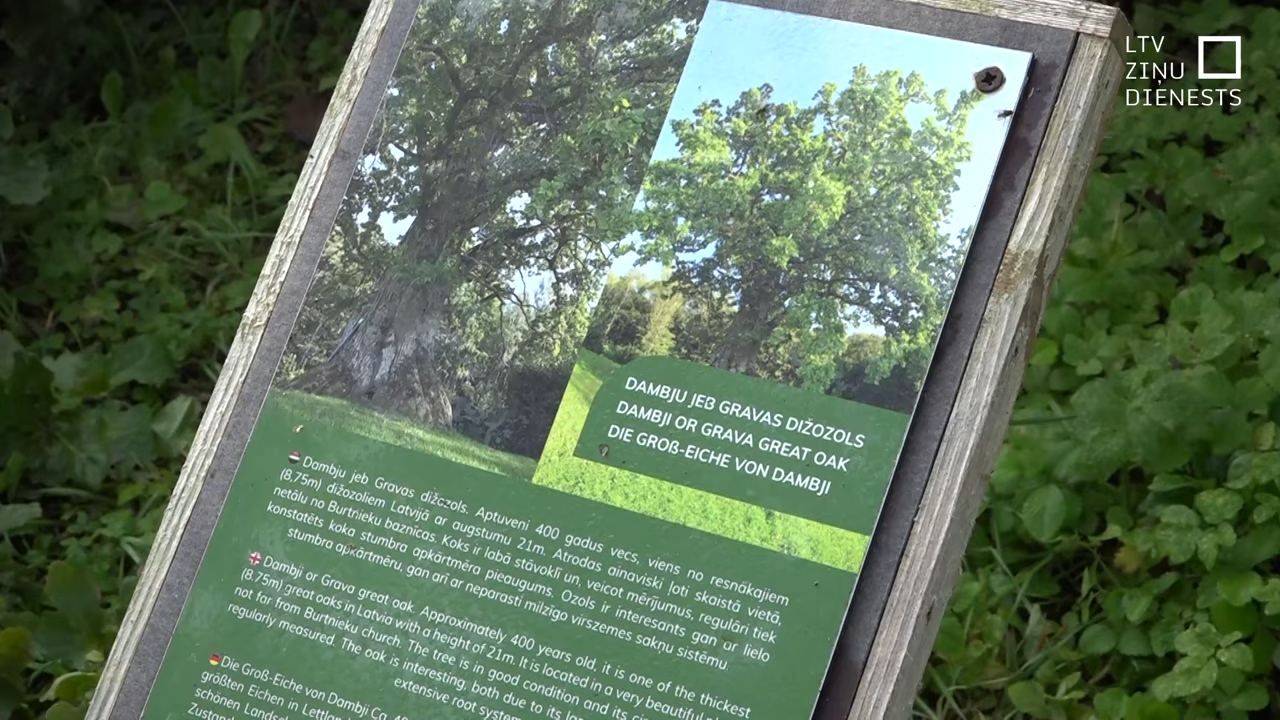 LTV
ZIŅU
DIENESTS
DAMBJU JEB GRAVAS DIŽOZOLS
DAMBJI OR GRAVA GREAT OAK
DIE GROß-EICHE VON DAMBJI
Dambju jeb Gravas dižozols. Aptuveni 400 gadus vecs, viens no resnākajiem
(8,75m) dižozoliem Latvijā ar augstumu 21m. Atrodas ainaviski ļoti skaistā vietā,
netālu no Burtnieku baznīcas. Koks ir labā stāvoklī un, veicot mērījumus, regulāri tiek
konstatēts koka stumbra apkārtmēra pieaugums. Ozols ir interesants gan ar lielo
stumbra apkārtmēru, gan arī ar neparasti milzīgo virszemes sakņu sistēmu.
Dambji or Grava great oak. Approximately 400 years old, it is one of the thickest
(8.75m) great oaks in Latvia with a height of 21m. It is located in a very beautiful
not far from Burtnieku church. The tree is in good condition and its
regularly measured. The oak is interesting, both due to its
extensive root system
Die Groß-Eiche von Dambji Ca.
größten Eichen in Lettland
schönen